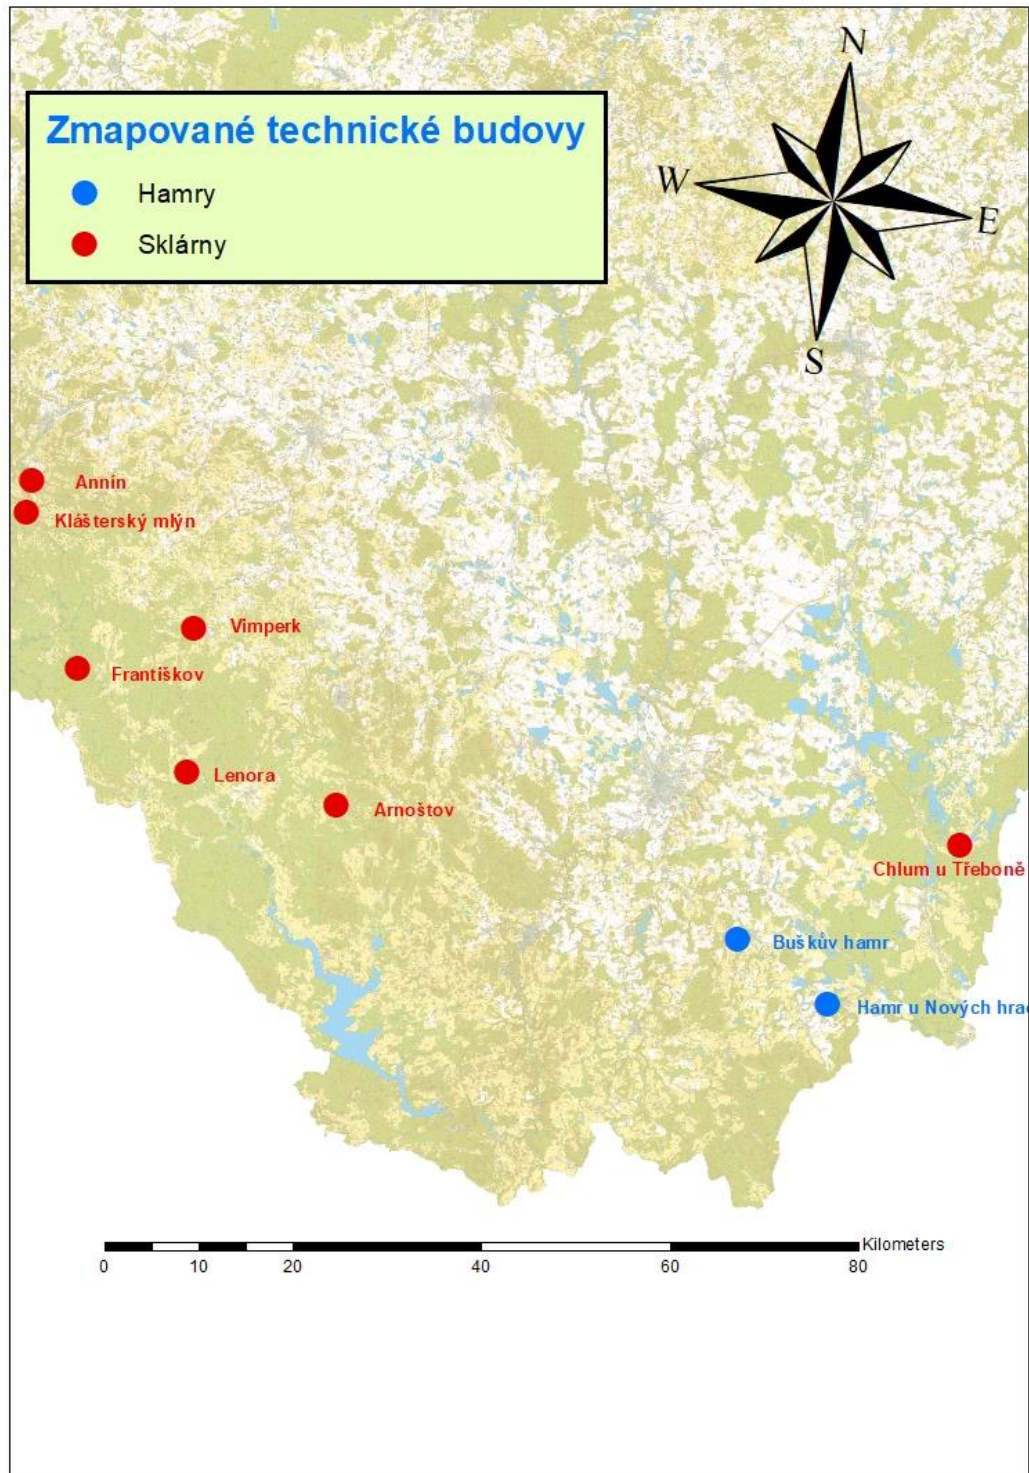 N
Zmapované technické budovy
Hamry
W
E
Sklárny
S
Annín
Klášterský mlýn
Vimperk
Františkov
Lenora
Arnoštov
Chlum u Třeboně
Buškův hamr
Hamr u Nových hrad
Kilometers
0 10 20 40 60 80